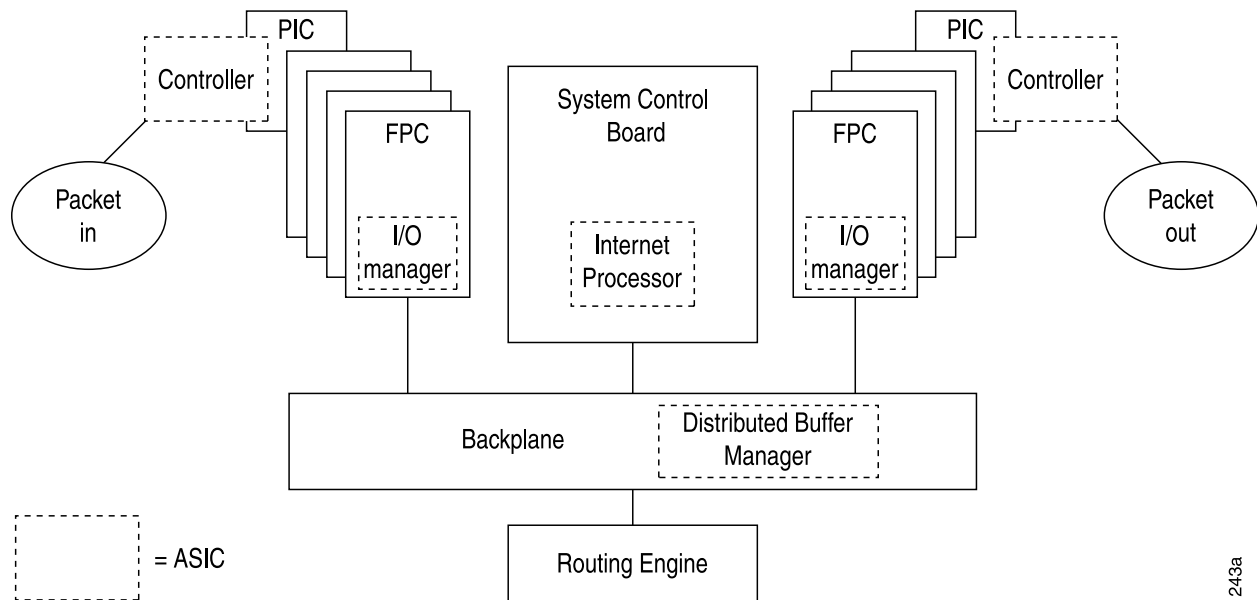 PIC
Controller
FPC
I/O
manager
Packet
in
System Control
Board
Internet
Processor
PIC
Controller
FPC
I/O
manager
Packet
out
Backplane
Distributed Buffer
Manager
Routing Engine
= ASIC
243a